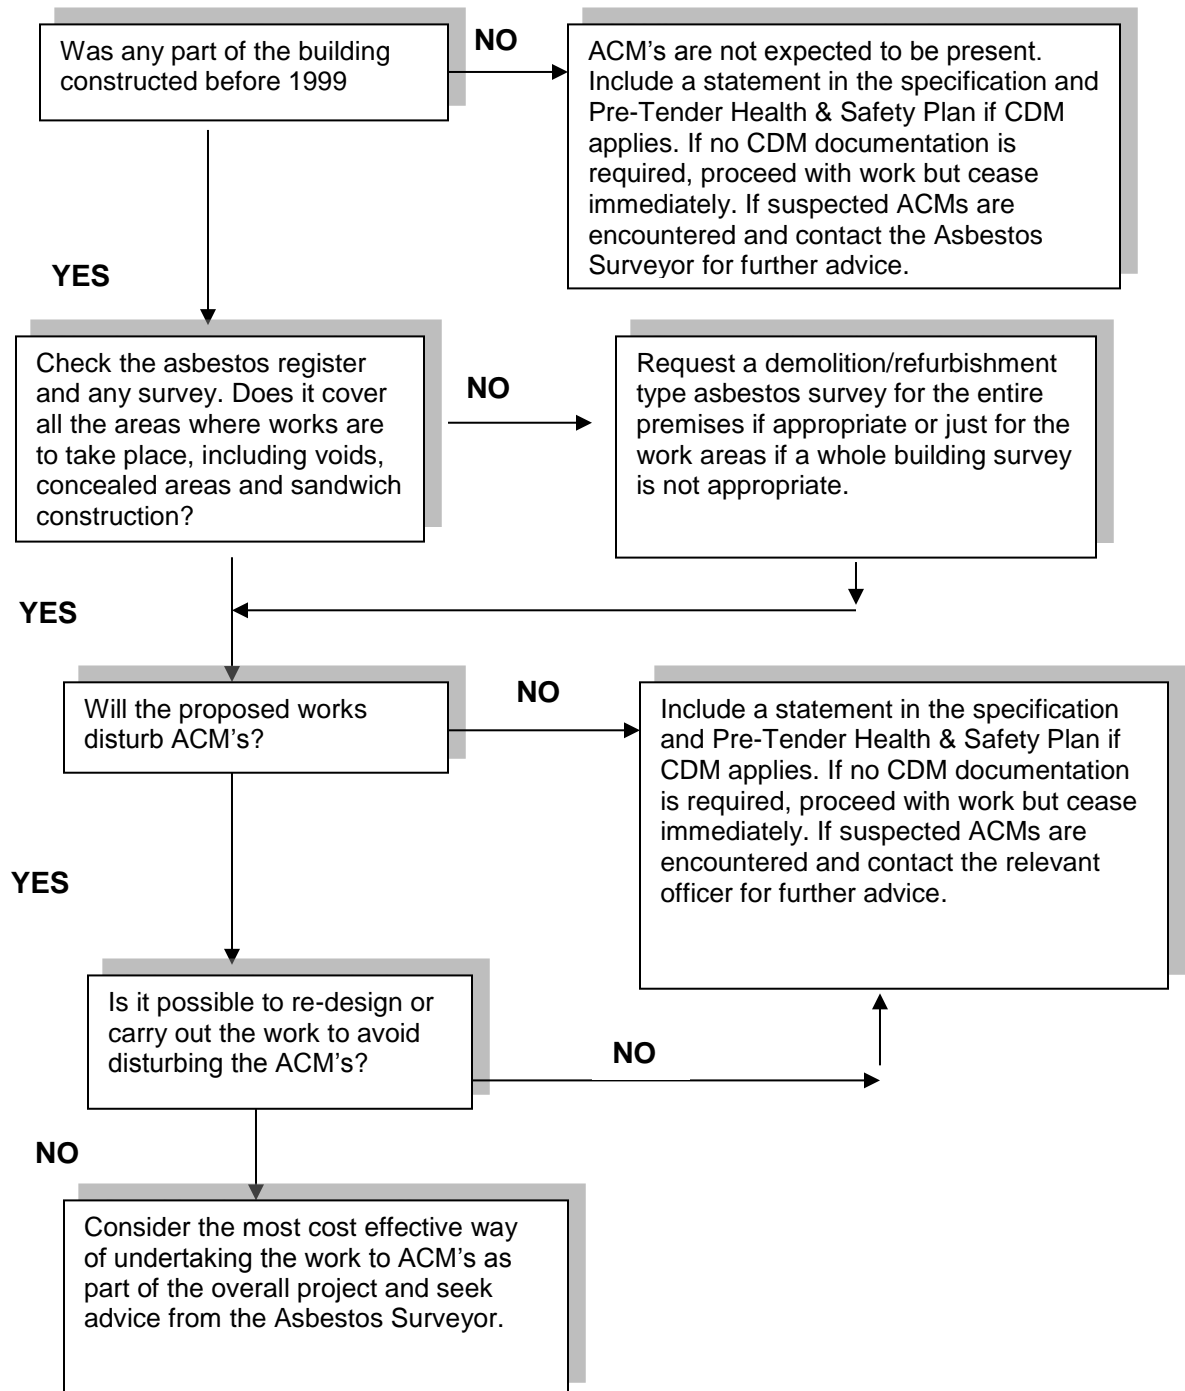 Was any part of the building
constructed before 1999
NO
ACM's are not expected to be present.
Include a statement in the specification and
Pre-Tender Health & Safety Plan if CDM
applies. If no CDM documentation is
required, proceed with work but cease
immediately. If suspected ACMs are
encountered and contact the Asbestos
Surveyor for further advice.
YES
Check the asbestos register
and any survey. Does it cover
all the areas where works are
to take place, including voids,
concealed areas and sandwich
construction?
NO
Request a demolition/refurbishment
type asbestos survey for the entire
premises if appropriate or just for the
work areas if a whole building survey
is not appropriate.
YES
Will the proposed works
disturb ACM's?
NO
Include a statement in the specification
and Pre-Tender Health & Safety Plan if
CDM applies. If no CDM documentation
is required, proceed with work but cease
immediately. If suspected ACMs are
encountered and contact the relevant
officer for further advice.
YES
Is it possible to re-design or
carry out the work to avoid
disturbing the ACM's?
NO
NO
Consider the most cost effective way
of undertaking the work to ACM's as
part of the overall project and seek
advice from the Asbestos Surveyor.